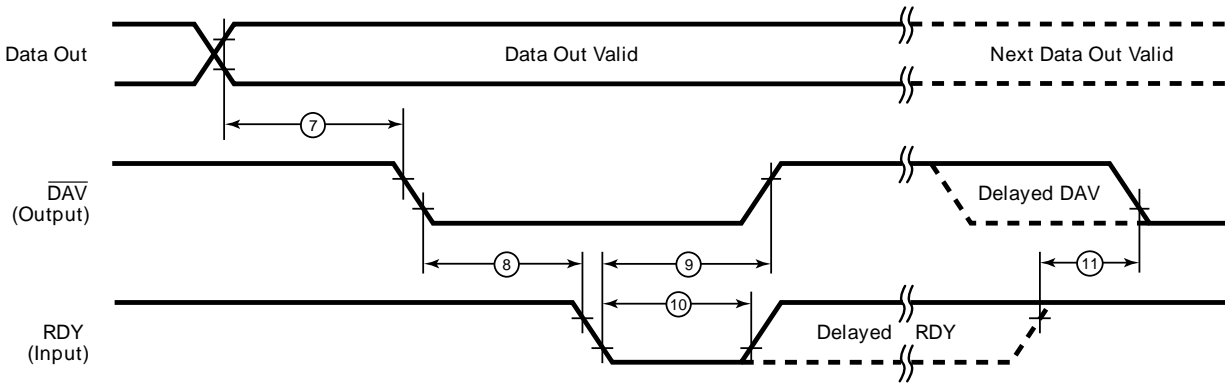 Data Out
Data Out Valid
Next Data Out Valid
7
DAV
(Output)
Delayed DAV
8
9
11
10
RDY
(Input)
Delayed RDY